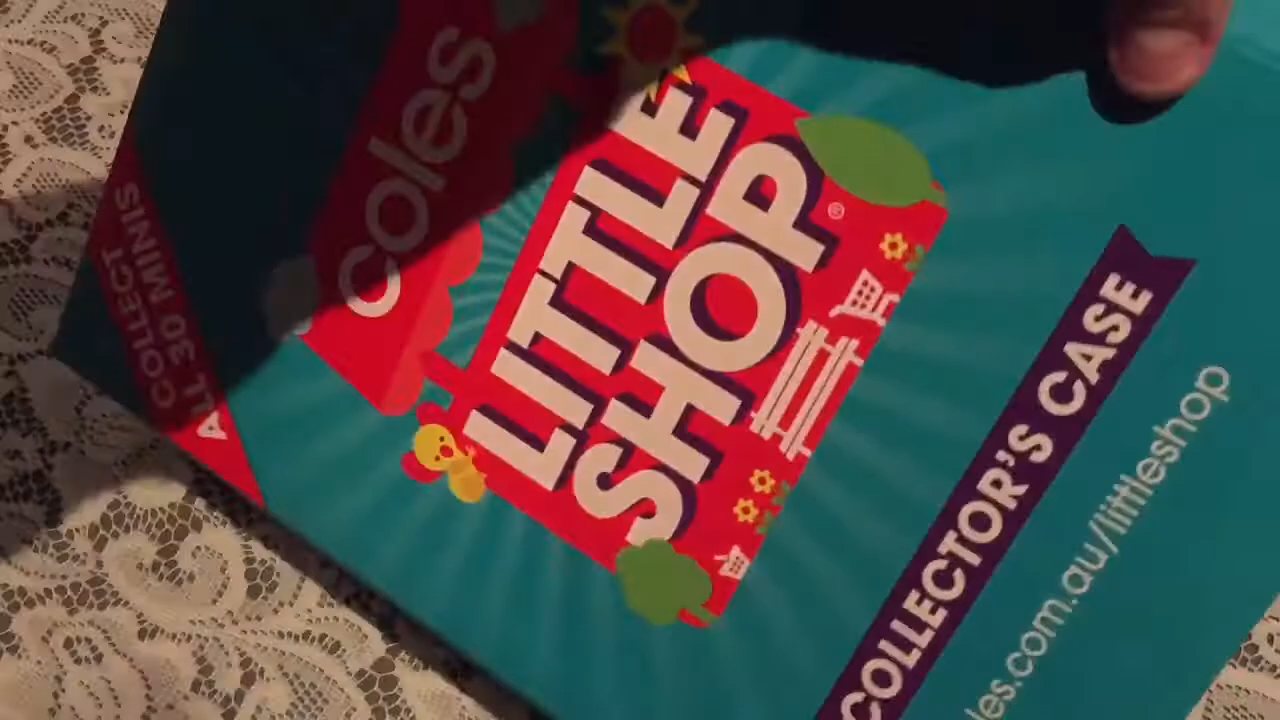 coles
LITTLE
SHOP®
COLLECTOR'S CASE
les.com.au/littleshop
COLLECT
ALL 30 MINIS